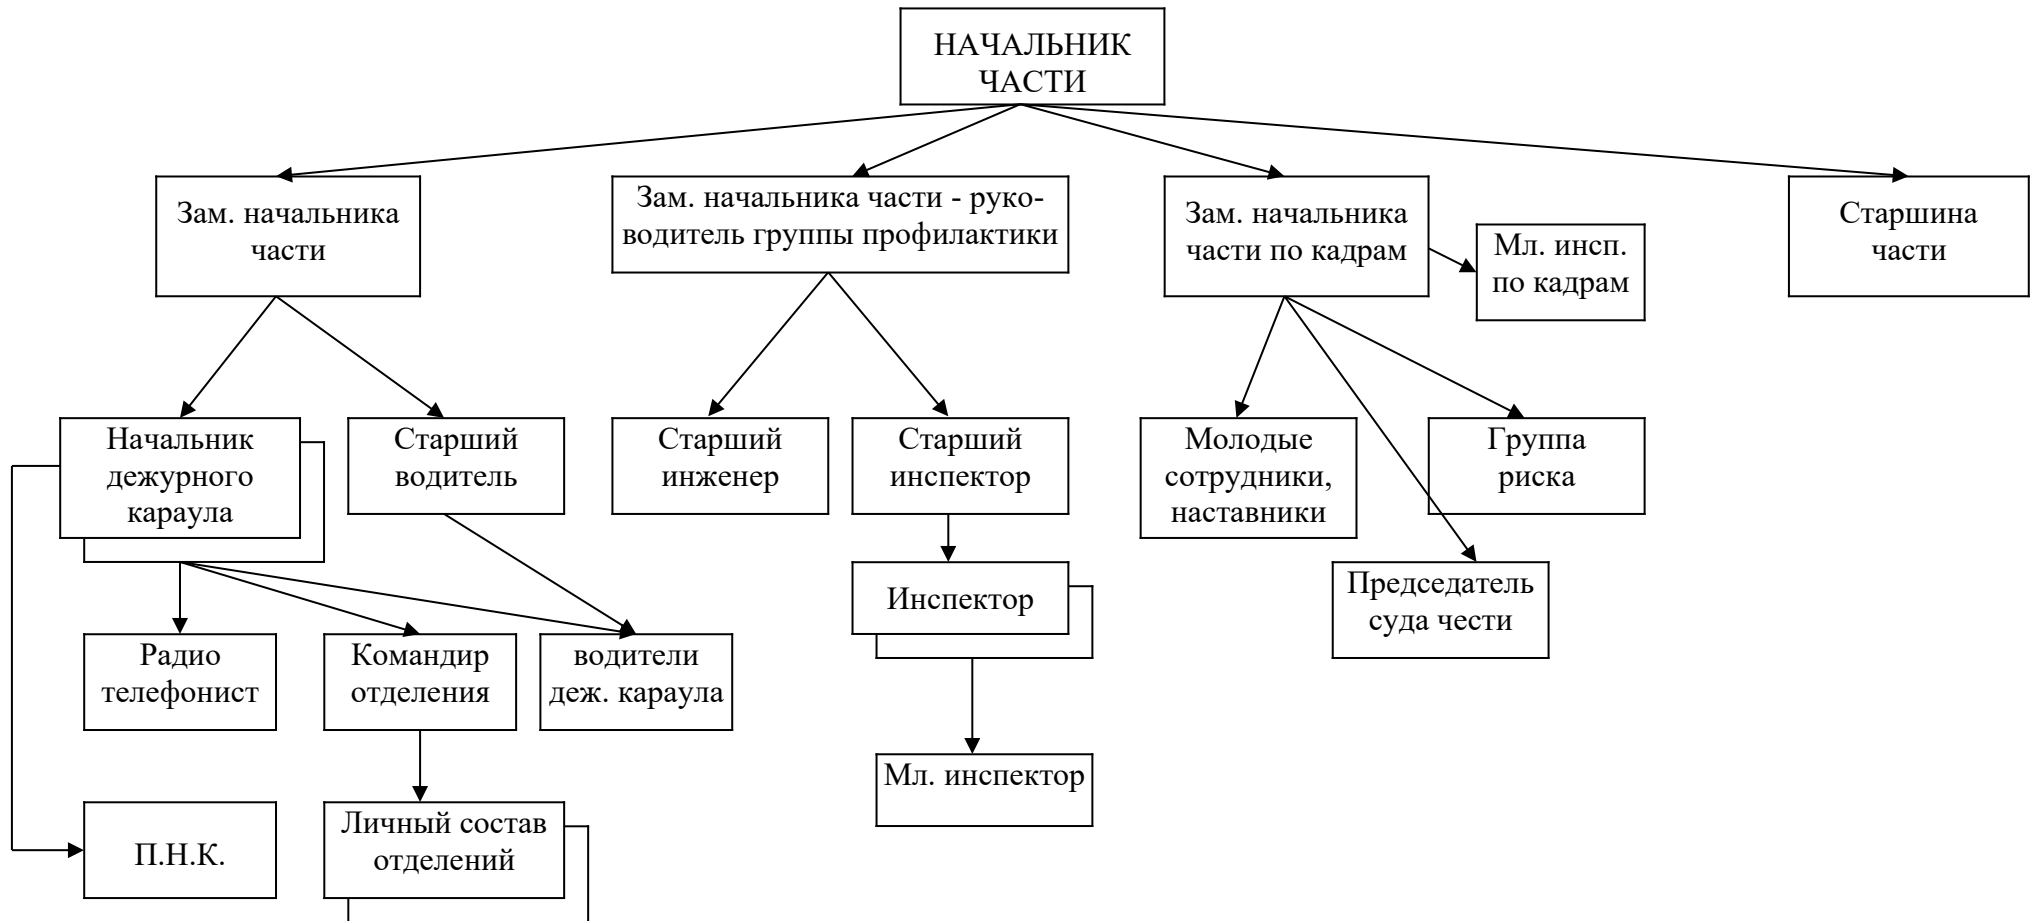 НАЧАЛЬНИК
ЧАСТИ
Зам. начальника
части
Зам. начальника части - руко-
водитель группы профилактики
Зам. начальника
части по кадрам
Мл. инсп.
по кадрам
Старшина
части
Начальник
дежурного
караула
Старший
водитель
Старший
инженер
Старший
инспектор
Молодые
сотрудники,
наставники
Группа
риска
Инспектор
Председатель
суда чести
Радио
телефонист
Командир
отделения
водители
деж. караула
Мл. инспектор
П.Н.К.
Личный состав
отделений